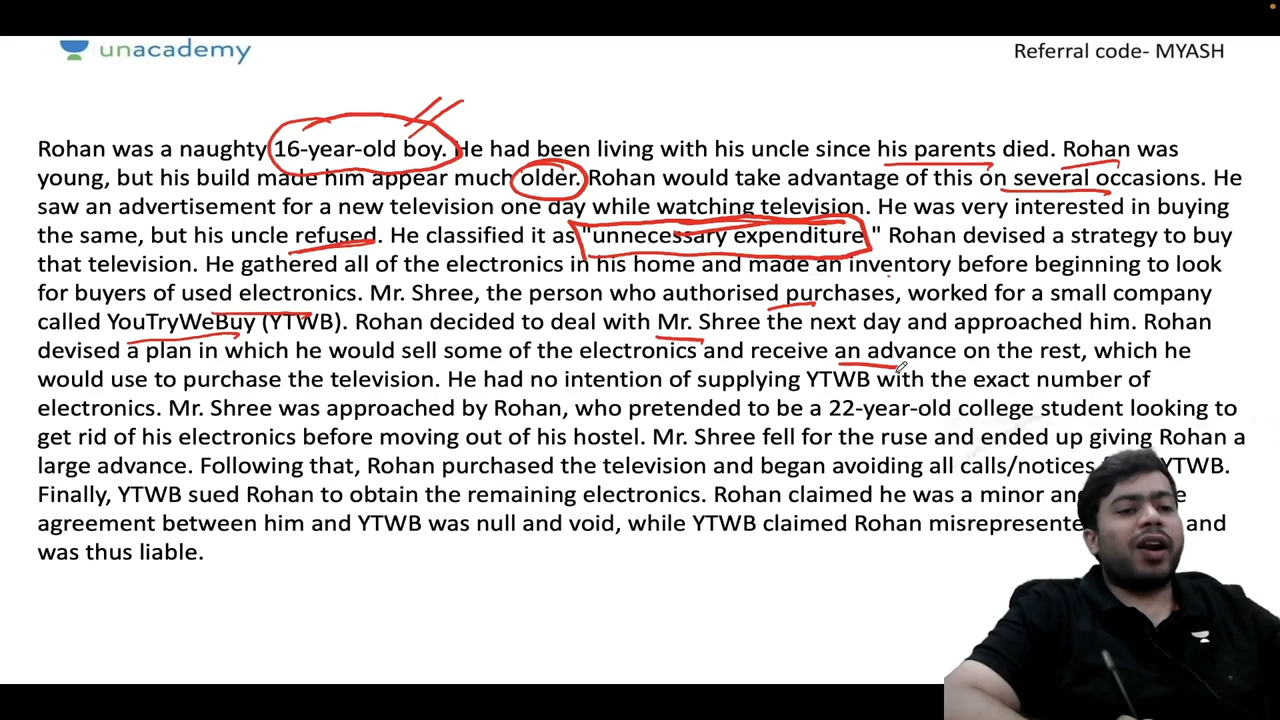 unacademy
Referral code- MYASH
Rohan was a naughty 16-year-old boy. He had been living with his uncle since his parents died. Rohan was
young, but his build made him appear much older. Rohan would take advantage of this on several occasions. He
saw an advertisement for a new television one day while watching television. He was very interested in buying
the same, but his uncle refused. He classified it as "unnecessary expenditure." Rohan devised a strategy to buy
that television. He gathered all of the electronics in his home and made an inventory before beginning to look
for buyers of used electronics. Mr. Shree, the person who authorised purchases, worked for a small company
called YouTryWeBuy (YTWB). Rohan decided to deal with Mr. Shree the next day and approached him. Rohan
devised a plan in which he would sell some of the electronics and receive an advance on the rest, which he
would use to purchase the television. He had no intention of supplying YTWB with the exact number of
electronics. Mr. Shree was approached by Rohan, who pretended to be a 22-year-old college student looking to
get rid of his electronics before moving out of his hostel. Mr. Shree fell for the ruse and ended up giving Rohan a
large advance. Following that, Rohan purchased the television and began avoiding all calls/notices YTWB.
Finally, YTWB sued Rohan to obtain the remaining electronics. Rohan claimed he was a minor
agreement between him and YTWB was null and void, while YTWB claimed Rohan and
was thus liable.